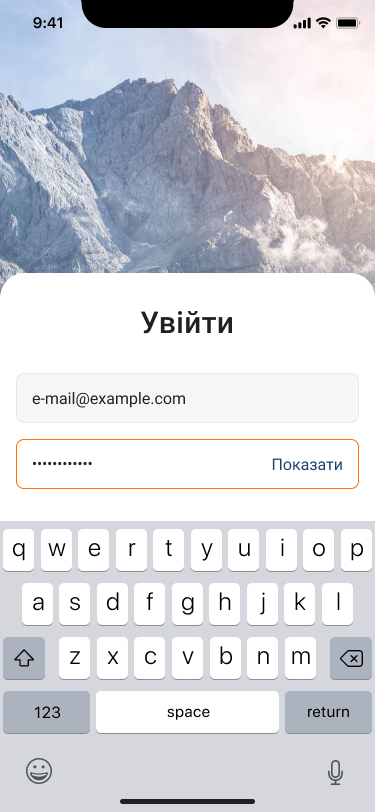 9:41
Увійти
e-mail@example.com
•••••••••••• Показати
q w e r t y u i o p
a s d f g h j k l
z x c v b n m
123 space return